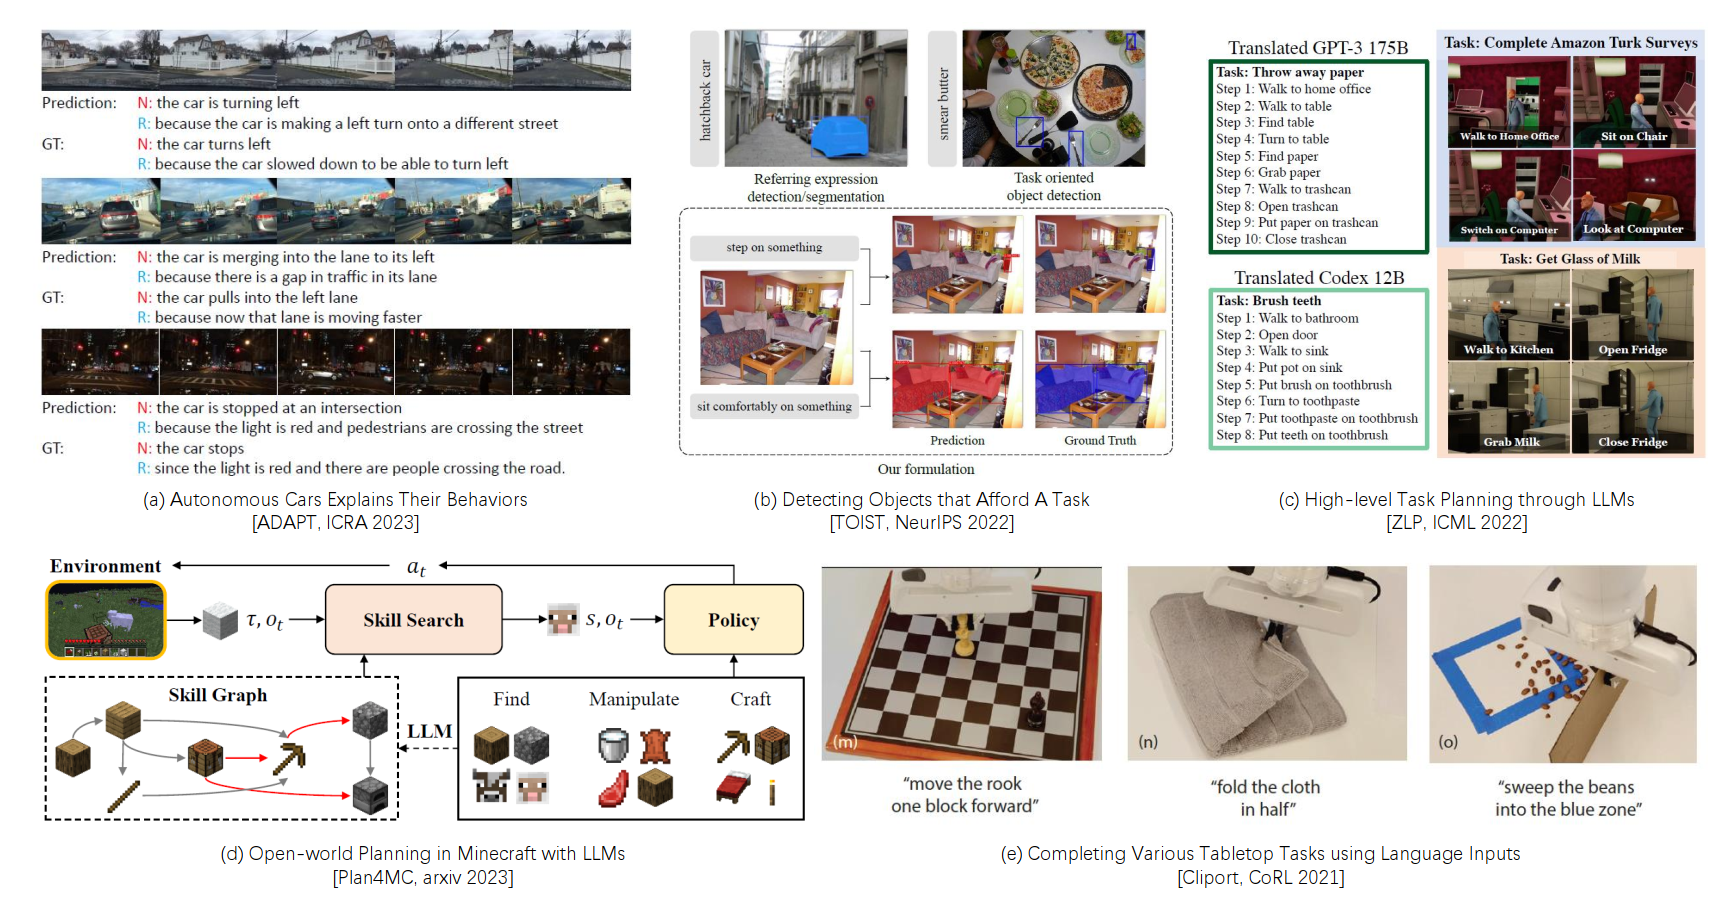 Prediction: N: the car is turning left
R: because the car is making a left turn onto a different street
GT: N: the car turns left
R: because the car slowed down to be able to turn left
Prediction: N: the car is merging into the lane to its left
R: because there is a gap in traffic in its lane
GT: N: the car pulls into the left lane
R: because now that lane is moving faster
Prediction: N: the car is stopped at an intersection
R: because the light is red and pedestrians are crossing the street
GT: N: the car stops
R: since the light is red and there are people crossing the road.
(a) Autonomous Cars Explains Their Behaviors
[ADAPT, ICRA 2023]
hatchback car
smear butter
Referring expression
detection/segmentation
Task oriented
object detection
step on something
sit comfortably on something
Prediction
Ground Truth
Our formulation
(b) Detecting Objects that Afford A Task
[TOIST, NeurIPS 2022]
Translated GPT-3 175B
Task: Throw away paper
Step 1: Walk to home office
Step 2: Walk to table
Step 3: Find table
Step 4: Turn to table
Step 5: Find paper
Step 6: Grab paper
Step 7: Walk to trashcan
Step 8: Open trashcan
Step 9: Put paper on trashcan
Step 10: Close trashcan
Translated Codex 12B
Task: Brush teeth
Step 1: Walk to bathroom
Step 2: Open door
Step 3: Walk to sink
Step 4: Put pot on sink
Step 5: Put brush on toothbrush
Step 6: Turn to toothpaste
Step 7: Put toothpaste on toothbrush
Step 8: Put teeth on toothbrush
Task: Complete Amazon Turk Surveys
Walk to Home Office
Sit on Chair
Switch on Computer
Look at Computer
Task: Get Glass of Milk
Walk to Kitchen
Open Fridge
Grab Milk
Close Fridge
(c) High-level Task Planning through LLMs
[ZLP, ICML 2022]
Environment
a_t
τ, o_t
Skill Search
s, o_t
Policy
Skill Graph
LLM
Find
Manipulate
Craft
(d) Open-world Planning in Minecraft with LLMs
[Plan4MC, arxiv 2023]
(m)
(n)
(o)
“move the rook
one block forward”
“fold the cloth
in half”
“sweep the beans
into the blue zone”
(e) Completing Various Tabletop Tasks using Language Inputs
[Cliport, CoRL 2021]